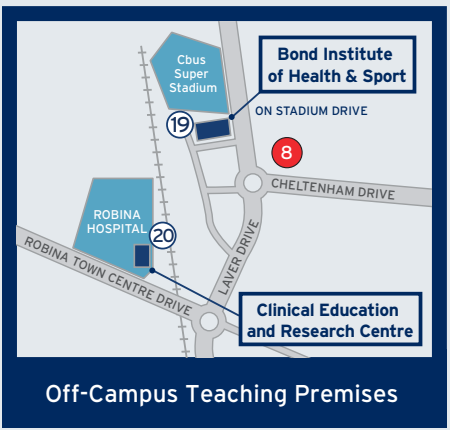 Cbus
Super
Stadium
Bond Institute
of Health & Sport
ON STADIUM DRIVE
19
8
CHELTENHAM DRIVE
ROBINA
HOSPITAL
20
LAVER DRIVE
ROBINA TOWN CENTRE DRIVE
Clinical Education
and Research Centre
Off-Campus Teaching Premises